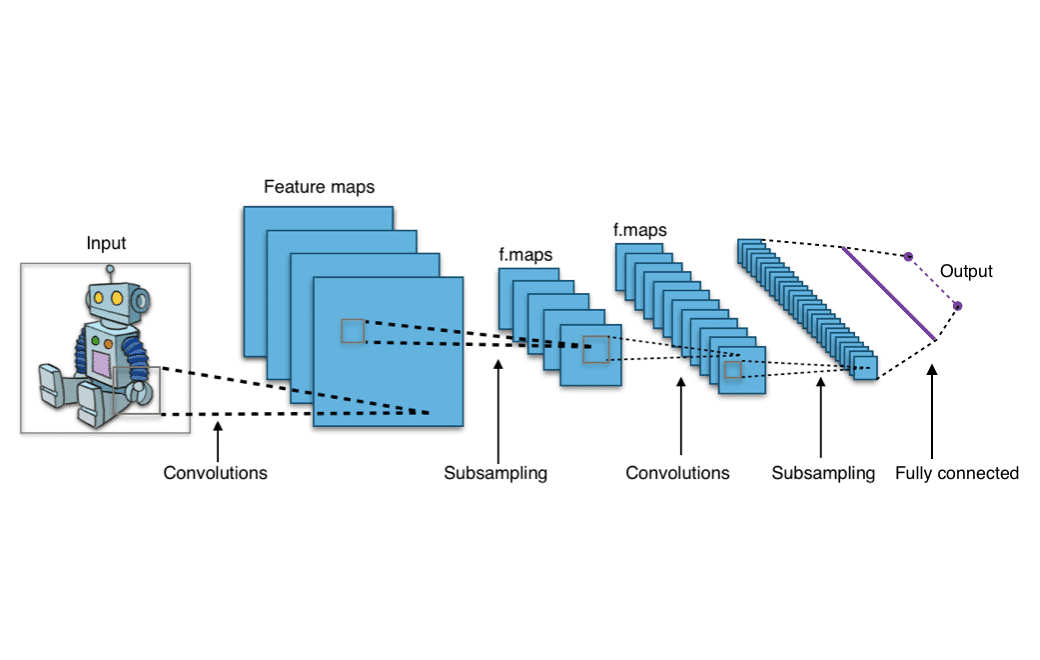 Feature maps
Input
f.maps
f.maps
Output
Convolutions
Subsampling
Convolutions
Subsampling
Fully connected